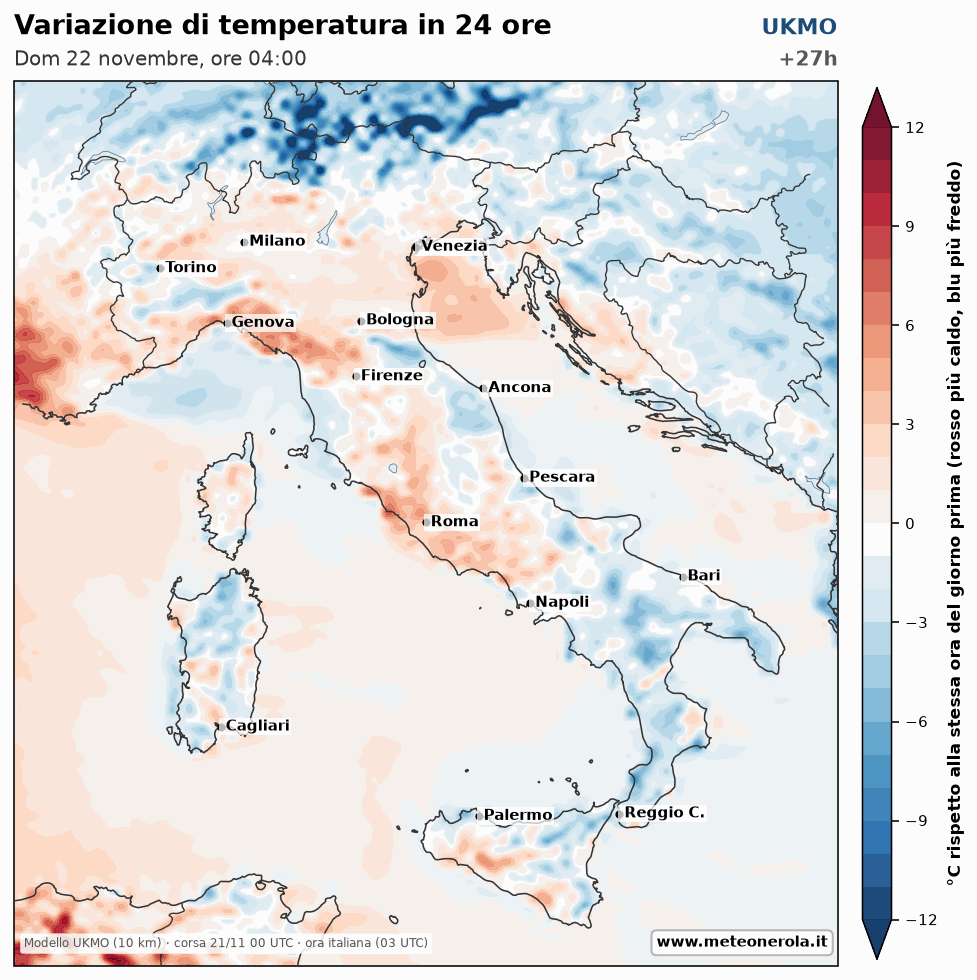 Variazione di temperatura in 24 ore
UKMO
Dom 22 novembre, ore 04:00
+27h
Milano
Venezia
Torino
Genova
Bologna
Firenze
Ancona
Pescara
Roma
Bari
Napoli
Cagliari
Palermo
Reggio C.
12
9
6
3
0
−3
−6
−9
−12
°C rispetto alla stessa ora del giorno prima (rosso più caldo, blu più freddo)
Modello UKMO (10 km) · corsa 21/11 00 UTC · ora italiana (03 UTC)
www.meteonerola.it